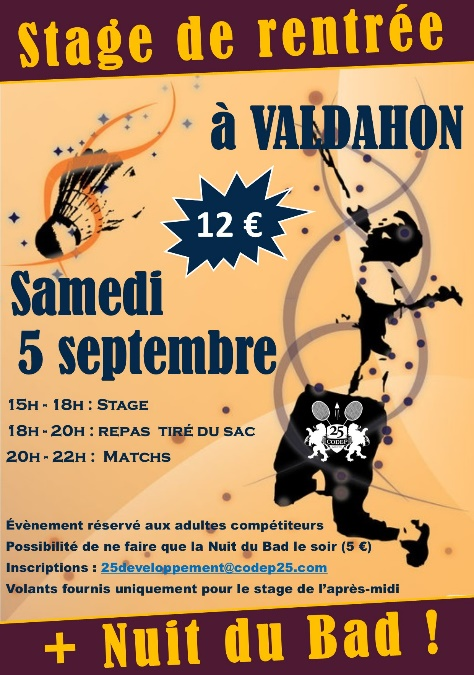 Stage de rentrée
à VALDAHON
12 €
Samedi
5 septembre
15H - 18H : STAGE
18H - 20H : REPAS TIRÉ DU SAC
20H - 22H : MATCHS
25
CODEP
Évènement réservé aux adultes compétiteurs
Possibilité de ne faire que la Nuit du Bad le soir (5 €)
Inscriptions : 25developpement@codep25.com
Volants fournis uniquement pour le stage de l'après-midi
+ Nuit du Bad !